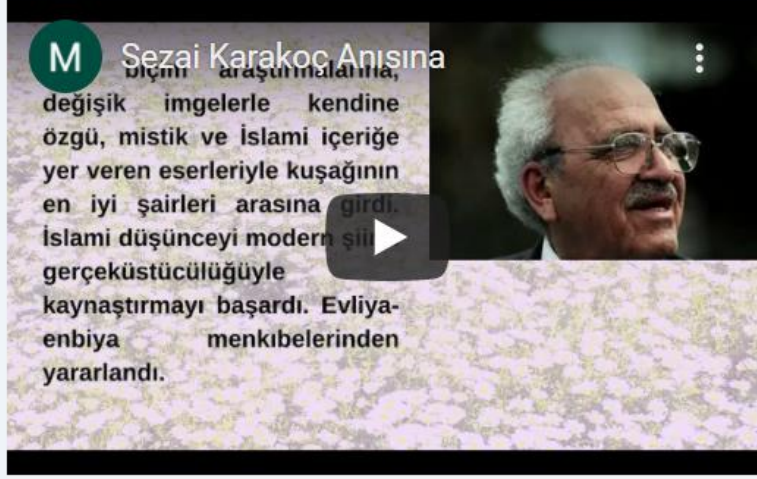 M
Sezai Karakoç Anısına
biçim araştırmalarına,
değişik imgelerle kendine
özgü, mistik ve İslami içeriğe
yer veren eserleriyle kuşağının
en iyi şairleri arasına girdi.
İslami düşünceyi modern
gerçeküstücülüğüyle
kaynaştırmayı başardı. Evliya-
enbiya menkıbelerinden
yararlandı.